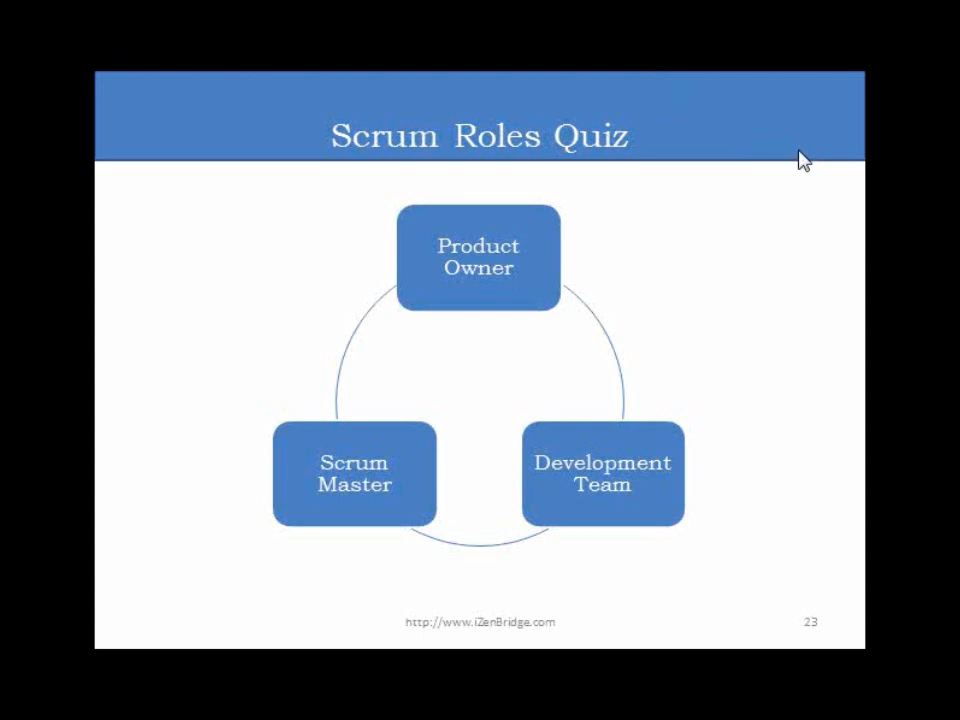 Scrum Roles Quiz
Product
Owner
Scrum
Master
Development
Team
http://www.iZenBridge.com
23